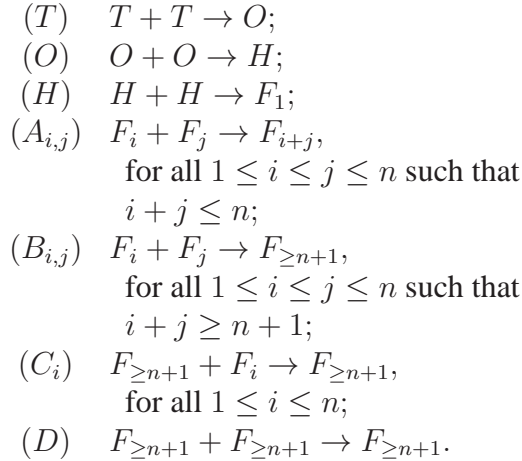 (T) T + T → O;
(O) O + O → H;
(H) H + H → F₁;
(A_{i,j}) F_i + F_j → F_{i+j},
for all 1 ≤ i ≤ j ≤ n such that
i + j ≤ n;
(B_{i,j}) F_i + F_j → F_{≥n+1},
for all 1 ≤ i ≤ j ≤ n such that
i + j ≥ n + 1;
(C_i) F_{≥n+1} + F_i → F_{≥n+1},
for all 1 ≤ i ≤ n;
(D) F_{≥n+1} + F_{≥n+1} → F_{≥n+1}.